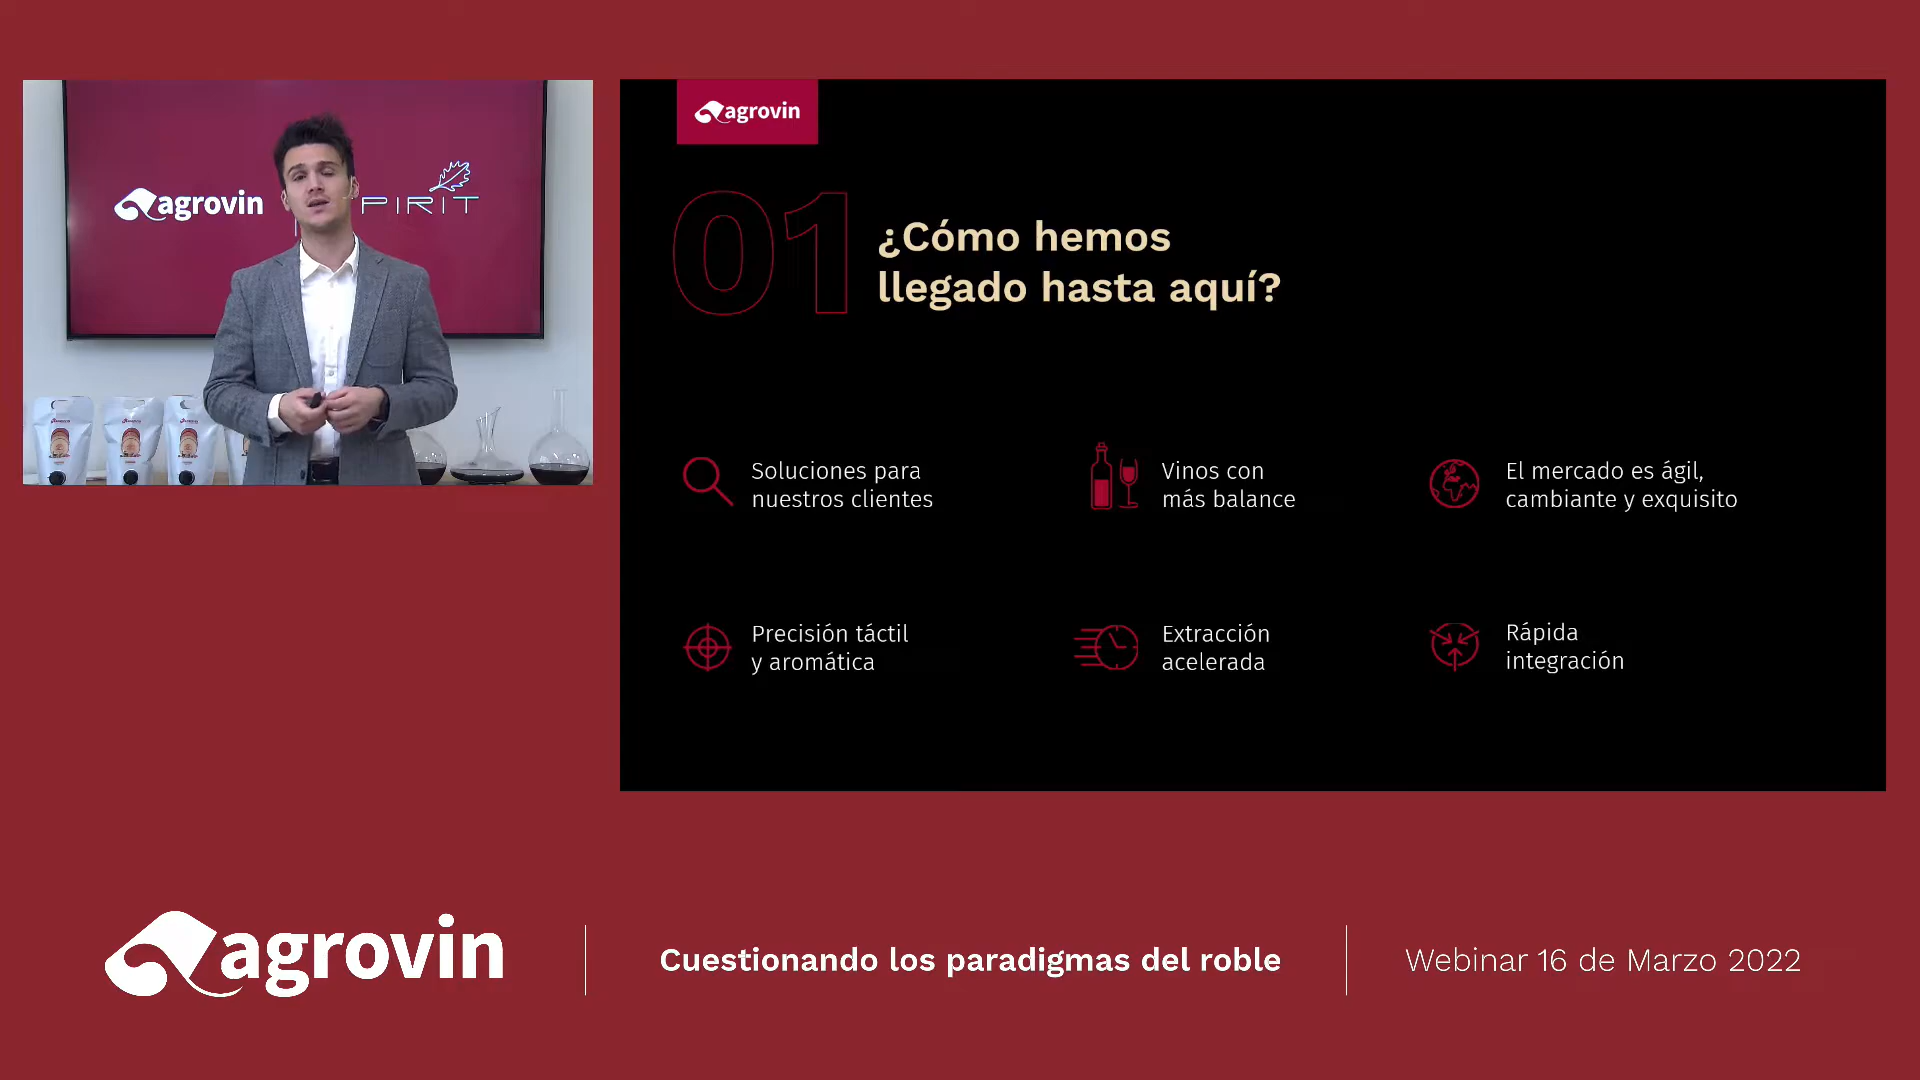 agrovin
PIRIT
agrovin
01
¿Cómo hemos
llegado hasta aquí?
Soluciones para
nuestros clientes
Vinos con
más balance
El mercado es ágil,
cambiante y exquisito
Precisión táctil
y aromática
Extracción
acelerada
Rápida
integración
agrovin
Cuestionando los paradigmas del roble
Webinar 16 de Marzo 2022